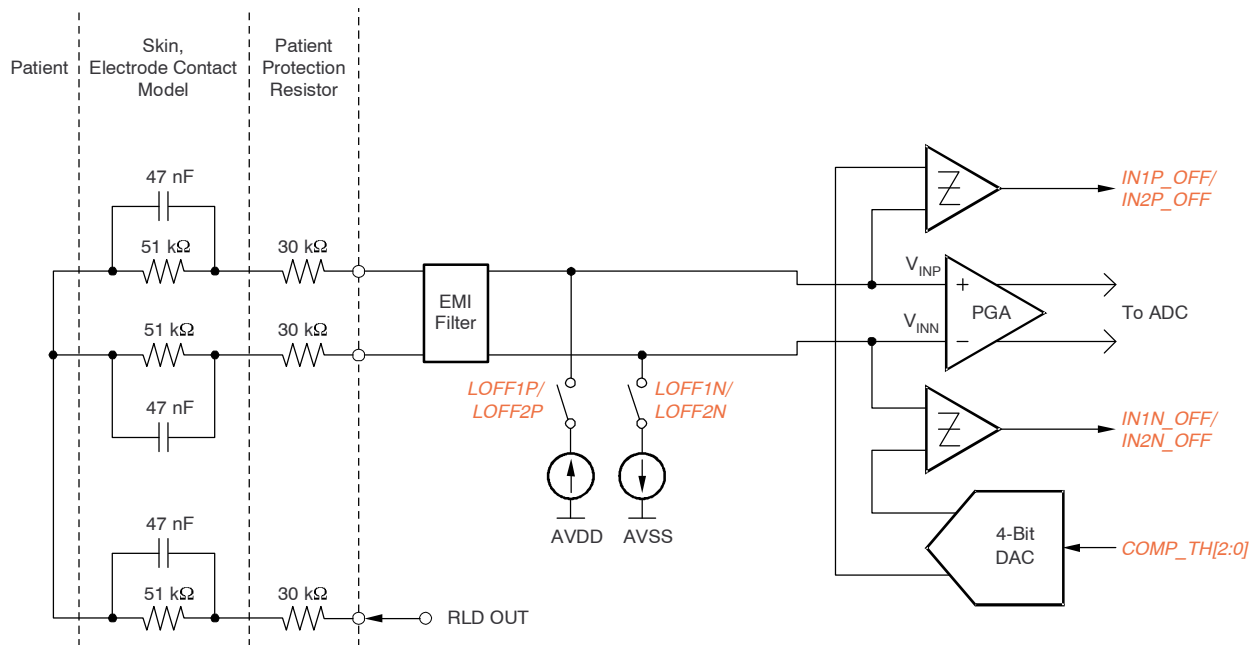 Patient
Skin,
Electrode Contact
Model
Patient
Protection
Resistor
47 nF
51 kΩ
30 kΩ
51 kΩ
30 kΩ
47 nF
EMI
Filter
LOFF1P/
LOFF2P
LOFF1N/
LOFF2N
AVDD
AVSS
IN1P_OFF/
IN2P_OFF
VINP
+
PGA
VINN
−
To ADC
IN1N_OFF/
IN2N_OFF
4-Bit
DAC
COMP_TH[2:0]
47 nF
51 kΩ
30 kΩ
RLD OUT